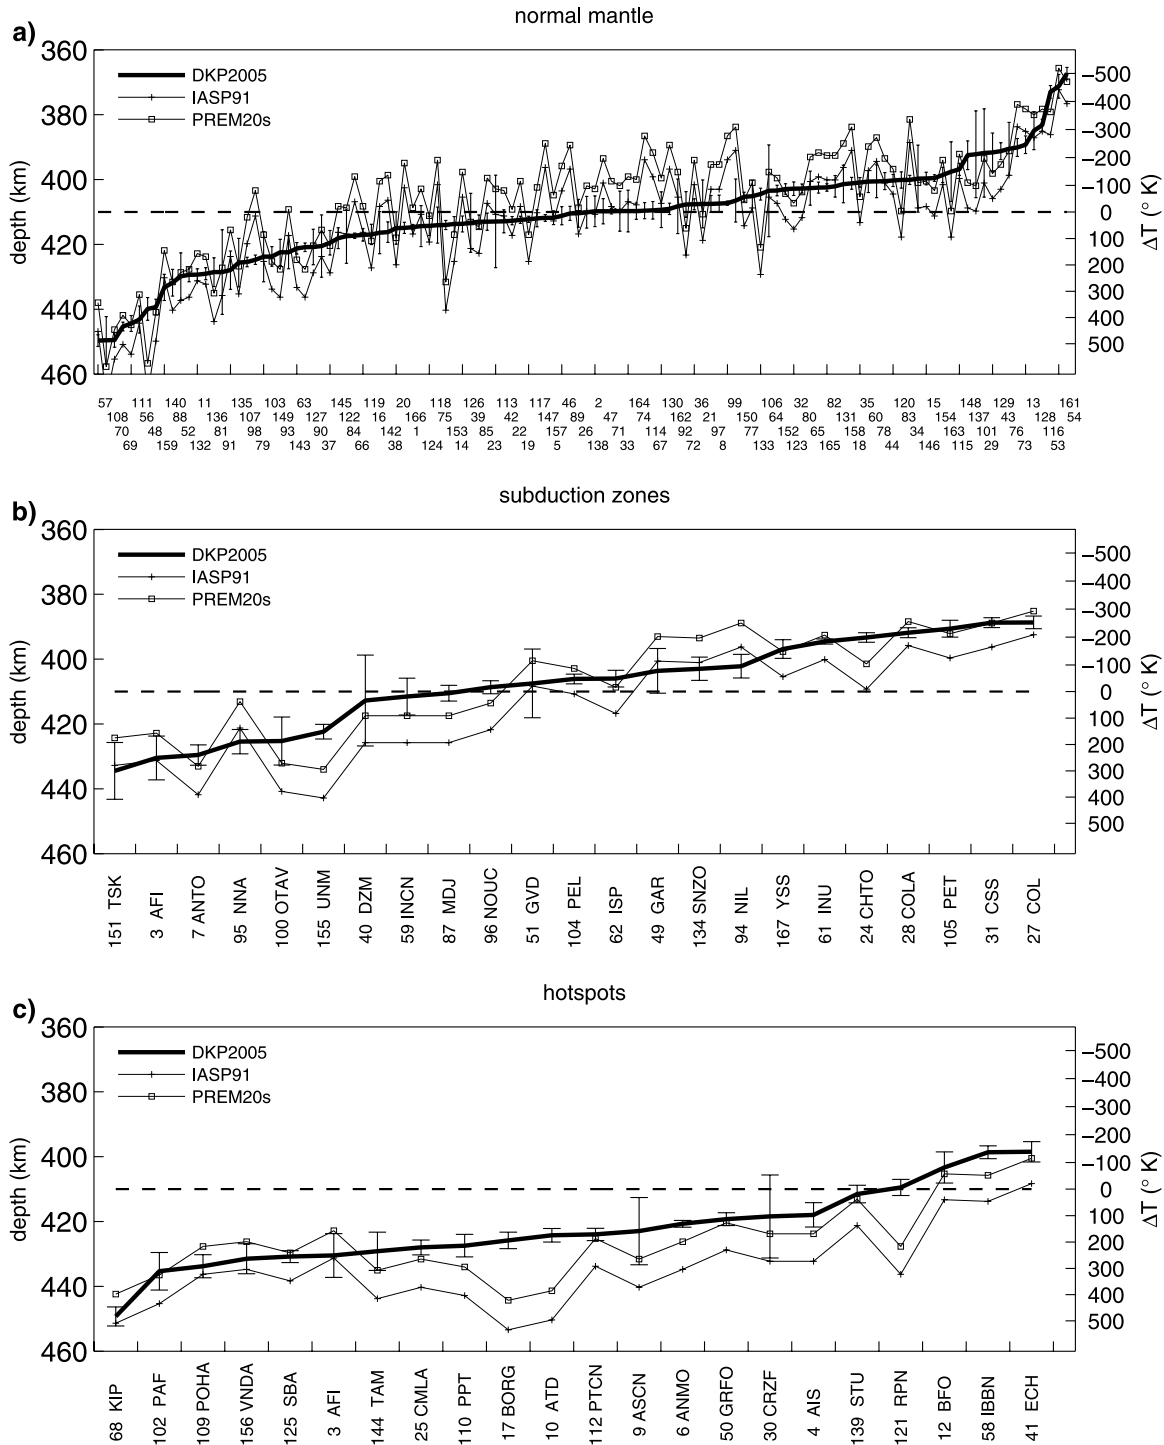 normal mantle
a)
360
380
400
420
440
460
depth (km)
DKP2005
IASP91
PREM20s
−500
−400
−300
−200
−100
0
100
200
300
400
500
ΔT (° K)
57 111 140 11 135 103 63 145 119 20 118 126 113 117 46 2 164 130 36 99 106 32 82 35 120 15 148 129 13 161
108 56 88 136 107 149 127 122 16 166 75 39 42 147 89 47 74 162 21 150 64 80 131 60 83 154 137 43 128 54
70 48 52 81 98 93 90 84 142 1 153 85 22 157 26 71 114 92 97 77 152 65 158 78 34 163 101 76 116
69 159 132 91 79 143 37 66 38 124 14 23 19 5 138 33 67 72 8 133 123 165 18 44 146 115 29 73 53
subduction zones
b)
360
380
400
420
440
460
depth (km)
DKP2005
IASP91
PREM20s
−500
−400
−300
−200
−100
0
100
200
300
400
500
ΔT (° K)
151 TSK
3 AFI
7 ANTO
95 NNA
100 OTAV
155 UNM
40 DZM
59 INCN
87 MDJ
96 NOUC
51 GVD
104 PEL
62 ISP
49 GAR
134 SNZO
94 NIL
167 YSS
61 INU
24 CHTO
28 COLA
105 PET
31 CSS
27 COL
hotspots
c)
360
380
400
420
440
460
depth (km)
DKP2005
IASP91
PREM20s
−500
−400
−300
−200
−100
0
100
200
300
400
500
ΔT (° K)
68 KIP
102 PAF
109 POHA
156 VNDA
125 SBA
3 AFI
144 TAM
25 CMLA
110 PPT
17 BORG
10 ATD
112 PTCN
9 ASCN
6 ANMO
50 GRFO
30 CRZF
4 AIS
139 STU
121 RPN
12 BFO
58 IBBN
41 ECH